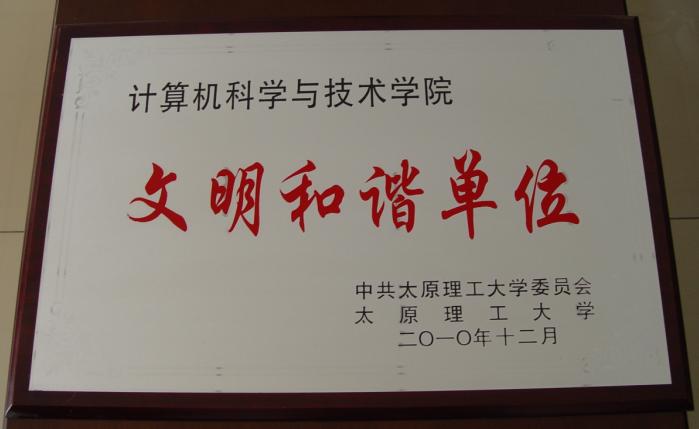 计算机科学与技术学院
文明和谐单位
中共太原理工大学委员会
太原理工大学
二〇一〇年十二月